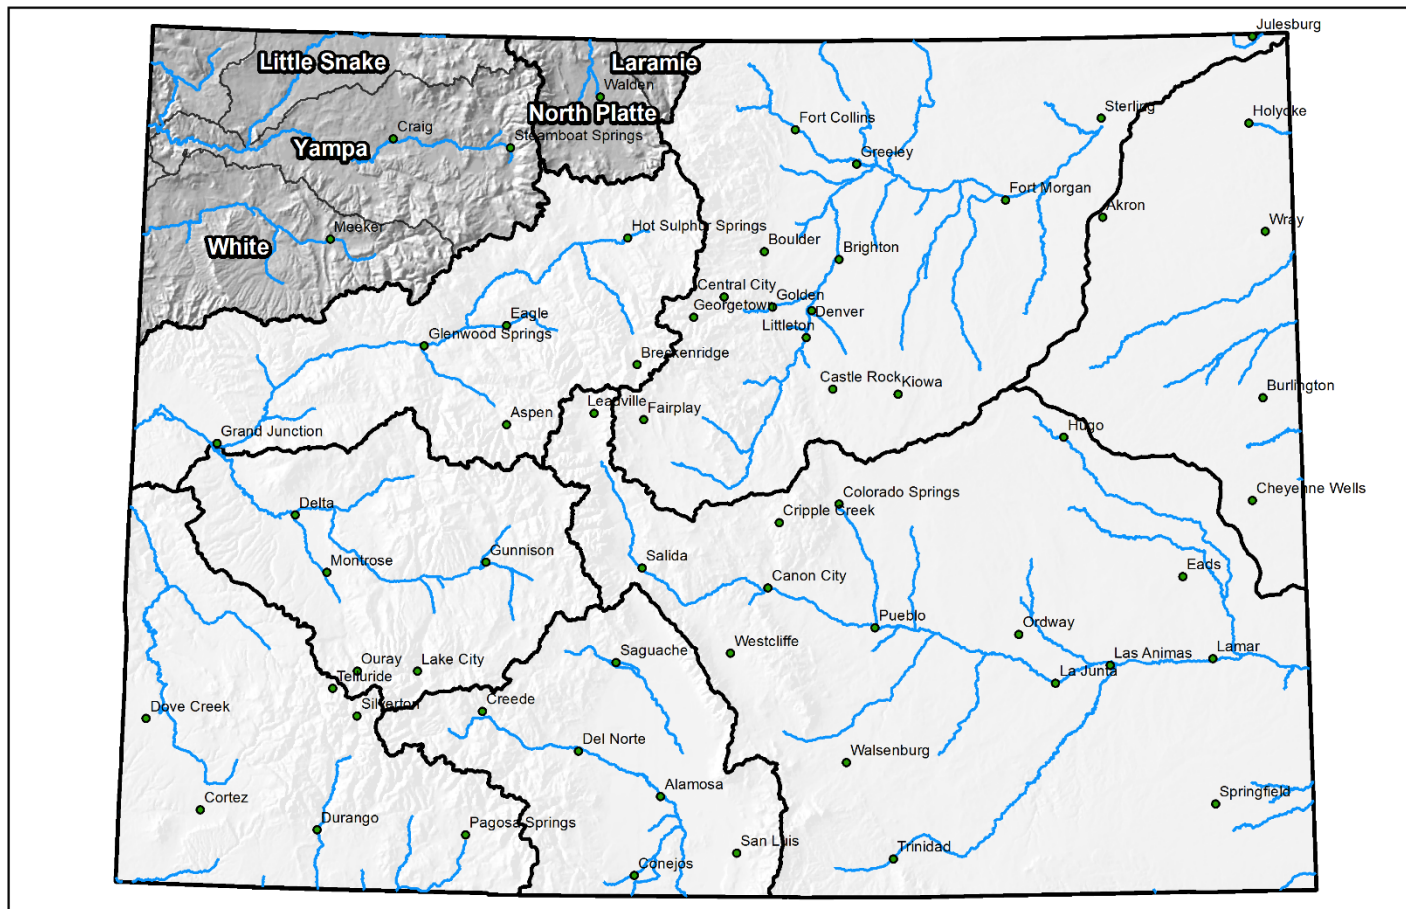 Julesburg
Little Snake
Laramie
Walden
North Platte
Holyoke
Sterling
Fort Collins
Craig
Steamboat Springs
Yampa
Greeley
Fort Morgan
Akron
Wray
Meeker
Hot Sulphur Springs
White
Boulder
Brighton
Central City
Golden
Georgetown
Denver
Eagle
Glenwood Springs
Littleton
Breckenridge
Castle Rock
Kiowa
Burlington
Leadville
Fairplay
Aspen
Grand Junction
Hugo
Cheyenne Wells
Colorado Springs
Delta
Cripple Creek
Gunnison
Salida
Montrose
Canon City
Eads
Pueblo
Ordway
Westcliffe
Saguache
Las Animas
Lamar
Ouray
Lake City
La Junta
Telluride
Dove Creek
Silverton
Creede
Del Norte
Walsenburg
Alamosa
Springfield
Cortez
Durango
Pagosa Springs
San Luis
Trinidad
Conejos